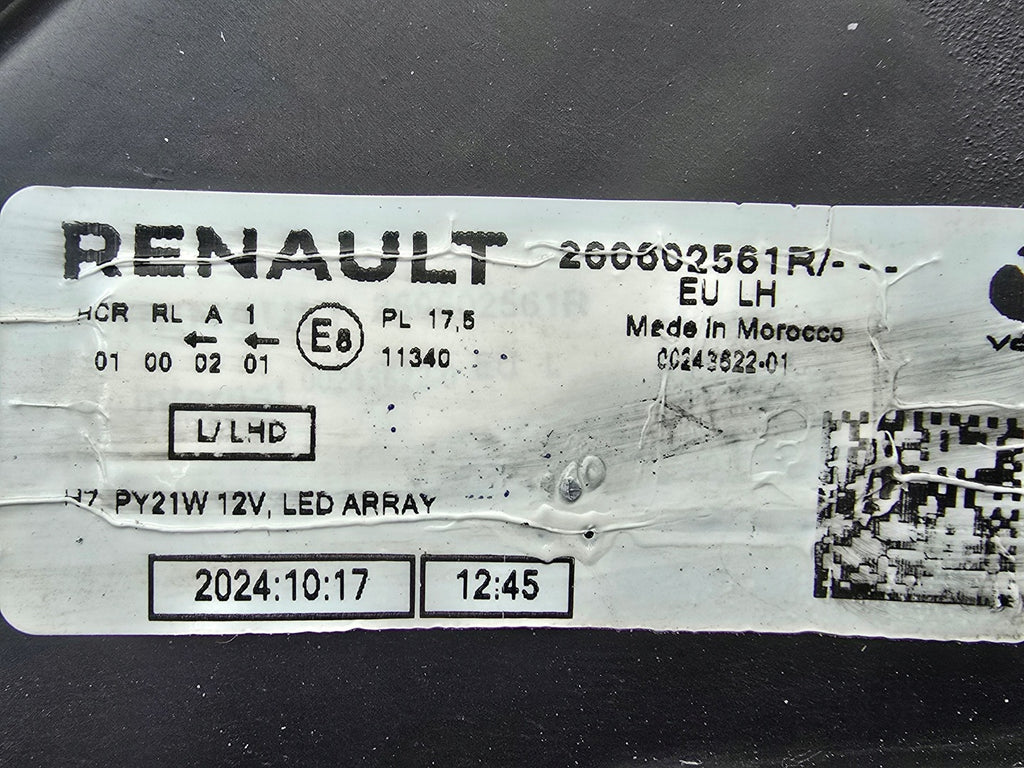 RENAULT
260602561R/- - -
EU LH
Made in Morocco
00243622-01
HCR RL A 1
01 00 02 01
E8
PL 17,5
11340
L/ LHD
H7, PY21W 12V, LED ARRAY
2024:10:17
12:45